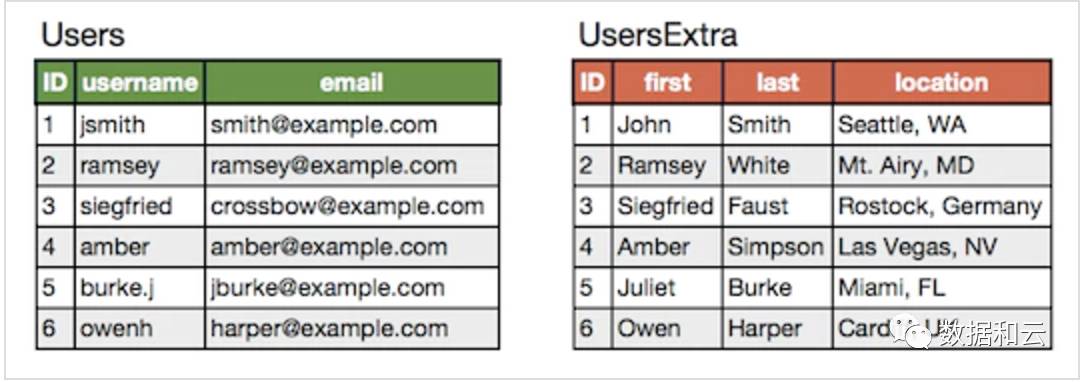 Users
ID username email
1 jsmith smith@example.com
2 ramsey ramsey@example.com
3 siegfried crossbow@example.com
4 amber amber@example.com
5 burke.j jburke@example.com
6 owenh harper@example.com
UsersExtra
ID first last location
1 John Smith Seattle, WA
2 Ramsey White Mt. Airy, MD
3 Siegfried Faust Rostock, Germany
4 Amber Simpson Las Vegas, NV
5 Juliet Burke Miami, FL
6 Owen Harper
数据和云